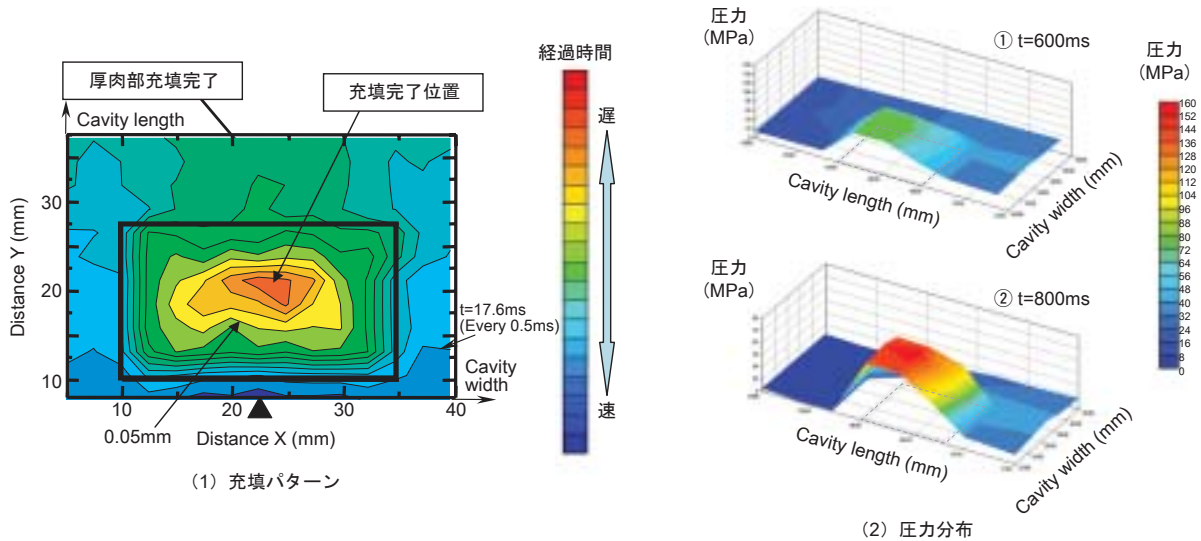 厚肉部充填完了
充填完了位置
経過時間
遅
速
Cavity length
Distance Y (mm)
30
20
10
t=17.6ms
(Every 0.5ms)
Cavity
width
10
20
30
40
0.05mm
Distance X (mm)
(1) 充填パターン
圧力
(MPa)
① t=600ms
Cavity length (mm)
Cavity width (mm)
圧力
(MPa)
② t=800ms
Cavity length (mm)
Cavity width (mm)
圧力
(MPa)
160
152
144
136
128
120
112
104
96
88
80
72
64
56
48
40
32
24
16
8
0
(2) 圧力分布